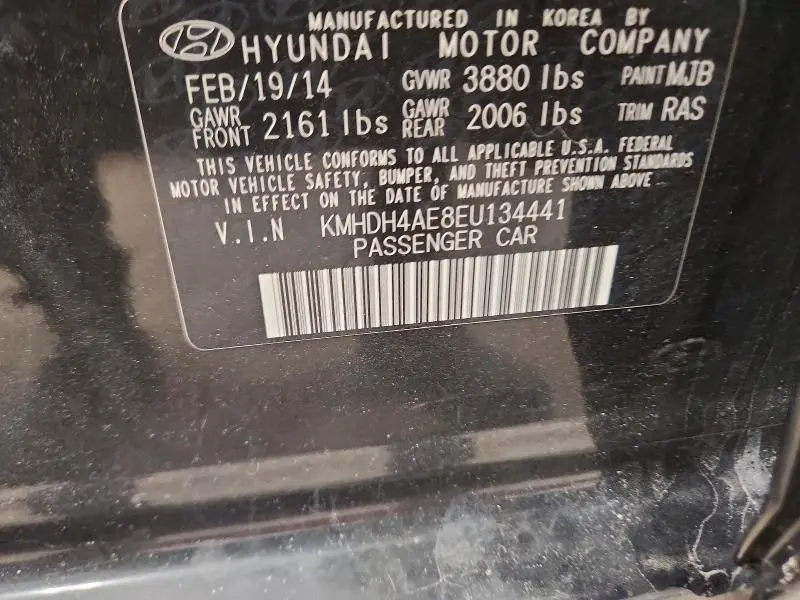 MANUFACTURED IN KOREA BY
HYUNDAI MOTOR COMPANY
FEB/19/14 GVWR 3880 lbs PAINT MJB
GAWR FRONT 2161 lbs GAWR REAR 2006 lbs TRIM RAS
THIS VEHICLE CONFORMS TO ALL APPLICABLE U.S.A. FEDERAL
MOTOR VEHICLE SAFETY, BUMPER, AND THEFT PREVENTION STANDARDS
IN EFFECT ON THE DATE OF MANUFACTURE SHOWN ABOVE
V.I.N KMHDH4AE8EU134441
PASSENGER CAR